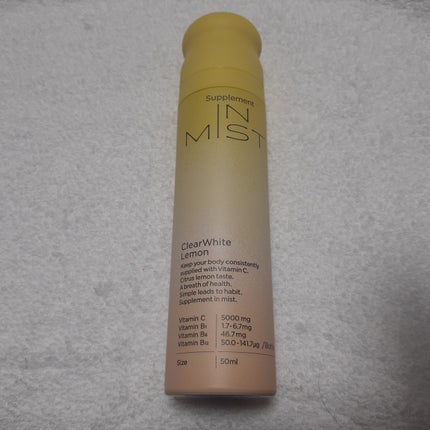 Supplement
IN
MIST
ClearWhite
Lemon
Keep your body consistently
supplied with Vitamin C.
Citrus lemon taste.
A breath of health.
Simple leads to habit.
Supplement in mist.
Vitamin C 5000 mg
Vitamin B₁ 1.7-6.7mg
Vitamin B₆ 46.7mg
Vitamin B₁₂ 50.0-141.7μg
Size 50ml